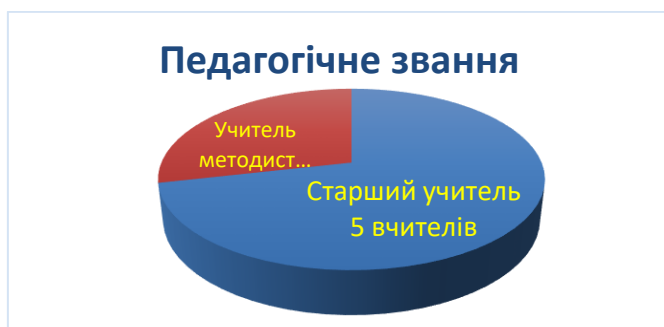 Педагогічне звання
Учитель
методист...
Старший учитель
5 вчителів